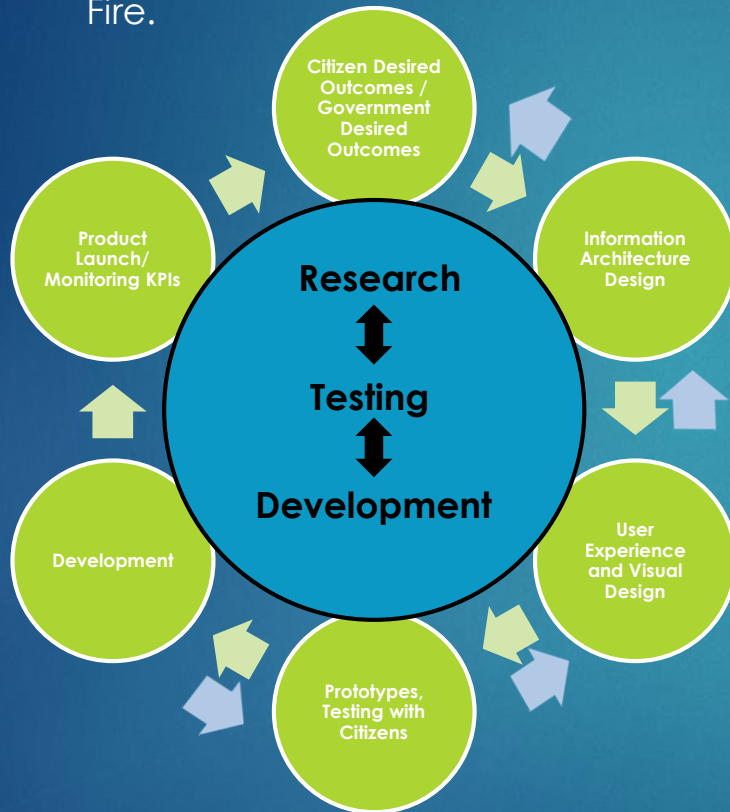 Fire.
Citizen Desired
Outcomes /
Government
Desired
Outcomes
Information
Architecture
Design
User
Experience
and Visual
Design
Prototypes,
Testing with
Citizens
Development
Product
Launch/
Monitoring KPIs
Research
Testing
Development